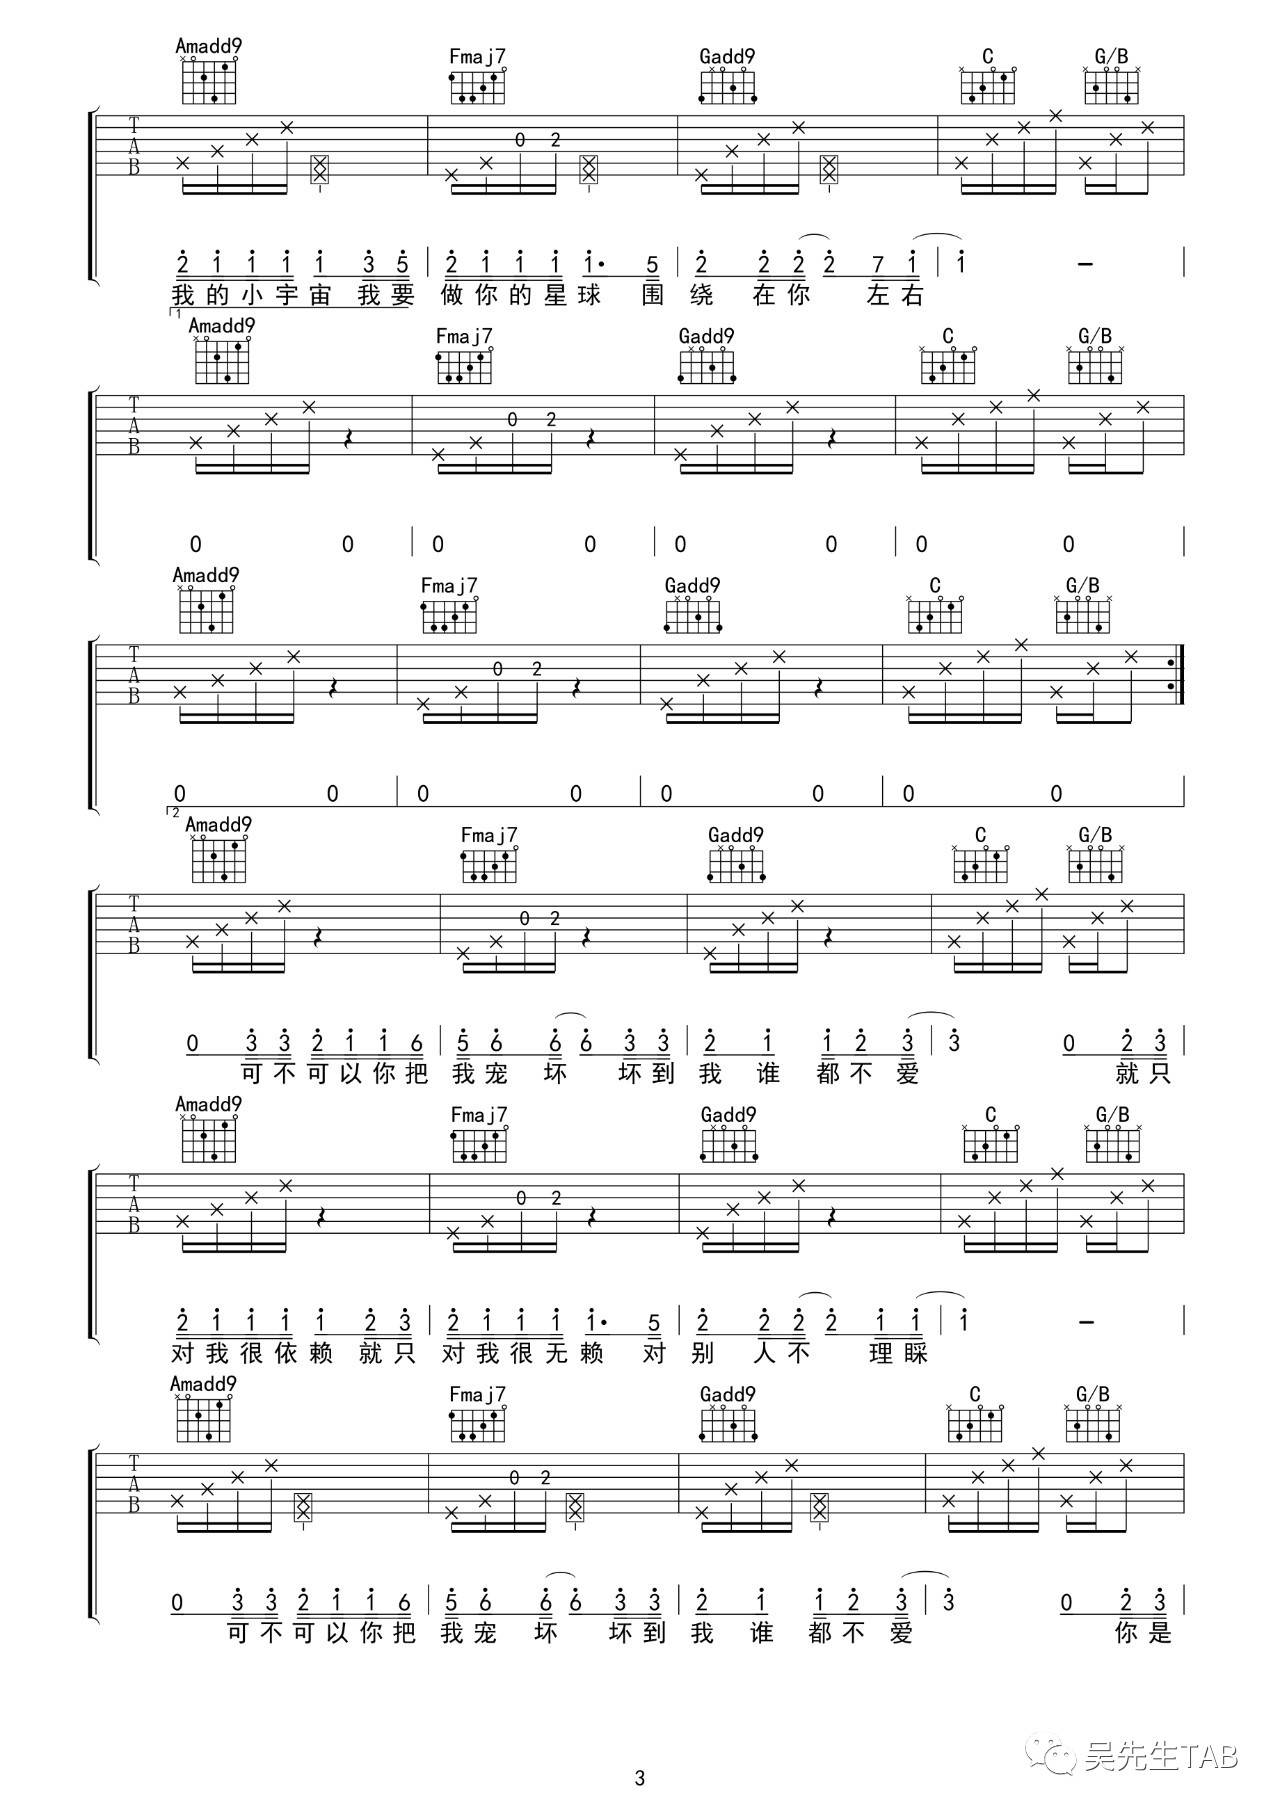 Amadd9 Fmaj7 Gadd9 C G/B
T A B 0 2
2 1 1 1 1 3 5 2 1 1 1 1· 5 2 2 2 2 7 1 1 –
我的小宇宙我要 做你的星球 围 绕 在你 左右
1
Amadd9 Fmaj7 Gadd9 C G/B
T A B 0 2
0 0 0 0 0 0 0 0
Amadd9 Fmaj7 Gadd9 C G/B
T A B 0 2
0 0 0 0 0 0 0 0
2
Amadd9 Fmaj7 Gadd9 C G/B
T A B 0 2
0 3 3 2 1 1 6 5 6 6 6 3 3 2 1 1 2 3 3 0 2 3
可不可以你把 我宠 坏 坏到 我 谁 都不爱 就只
Amadd9 Fmaj7 Gadd9 C G/B
T A B 0 2
2 1 1 1 1 2 3 2 1 1 1 1· 5 2 2 2 2 1 1 1 –
对我很依赖就只 对我很无赖 对 别 人不 理睬
Amadd9 Fmaj7 Gadd9 C G/B
T A B 0 2
0 3 3 2 1 1 6 5 6 6 6 3 3 2 1 1 2 3 3 0 2 3
可不可以你把 我宠 坏 坏到 我 谁 都不爱 你是
吴先生TAB
3